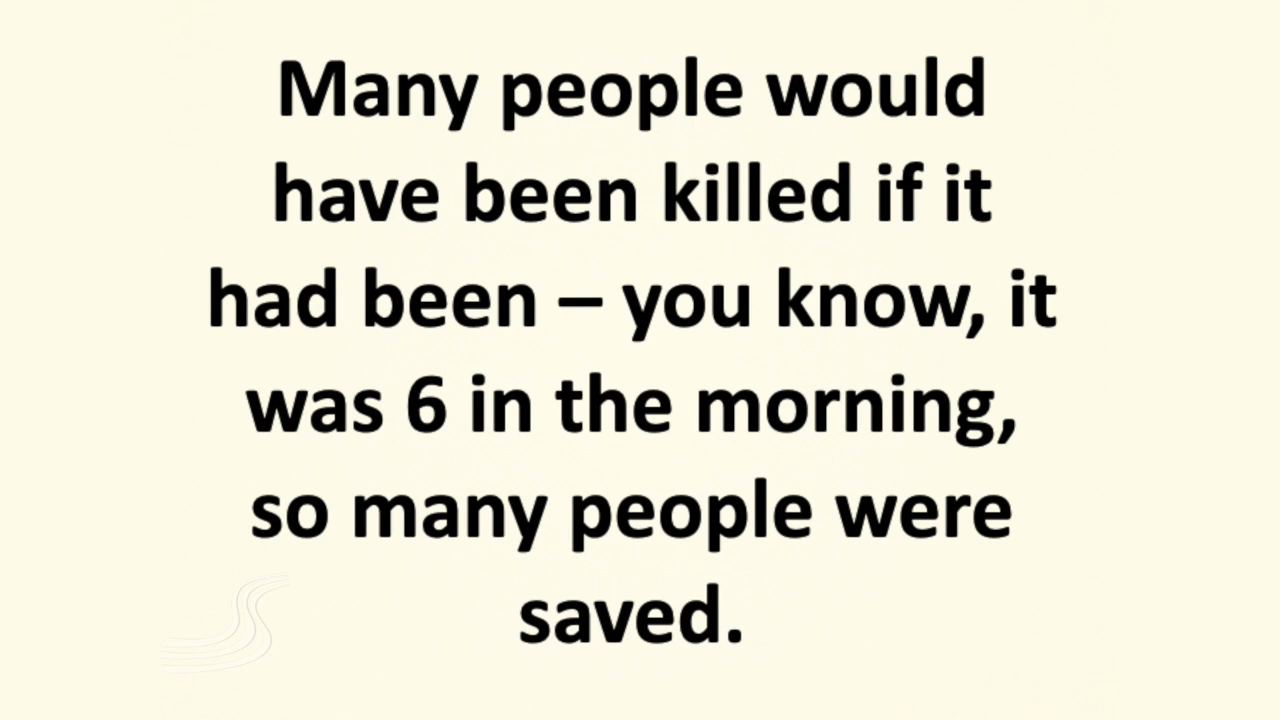 Many people would
have been killed if it
had been – you know, it
was 6 in the morning,
so many people were
saved.